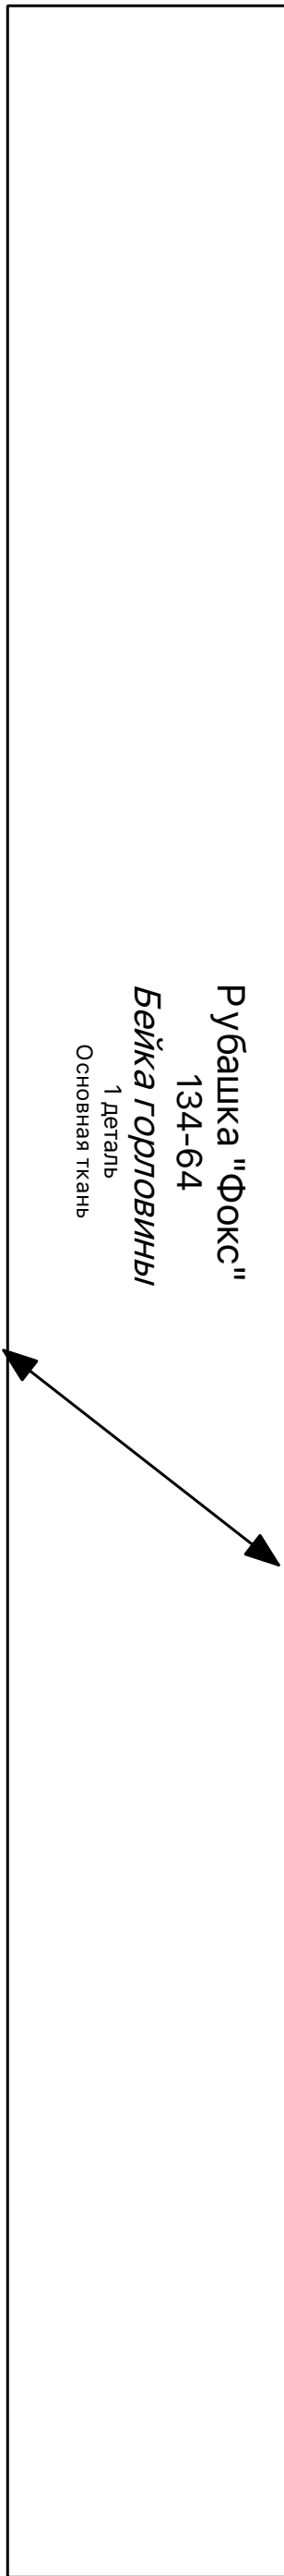 Рубашка "Фокс"
134-64
Бейка горловины
1 деталь
Основная ткань